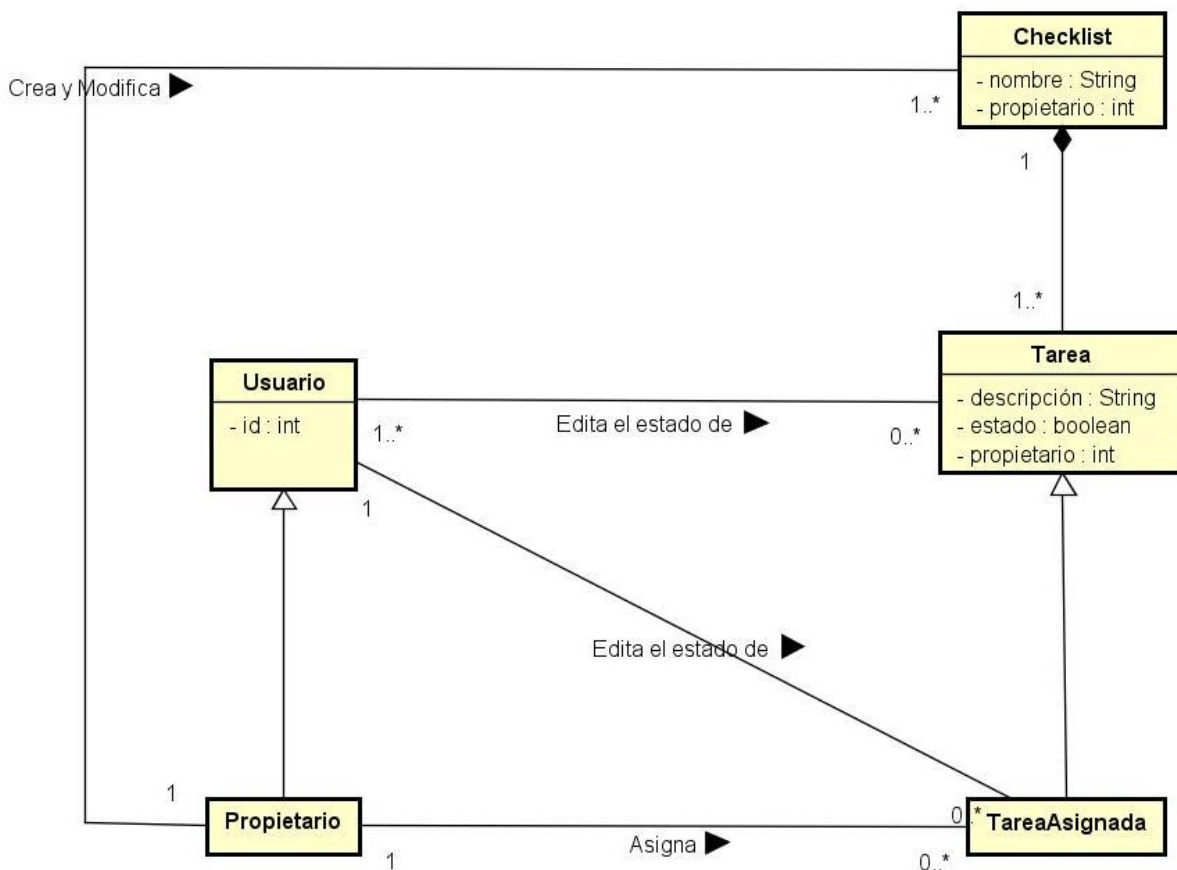 Checklist
- nombre : String
- propietario : int
Crea y Modifica
1..*
1
1..*
Tarea
- descripción : String
- estado : boolean
- propietario : int
Usuario
- id : int
1..*
Edita el estado de
0..*
1
Edita el estado de
1
Propietario
1
Asigna
0..*
0..*
TareaAsignada